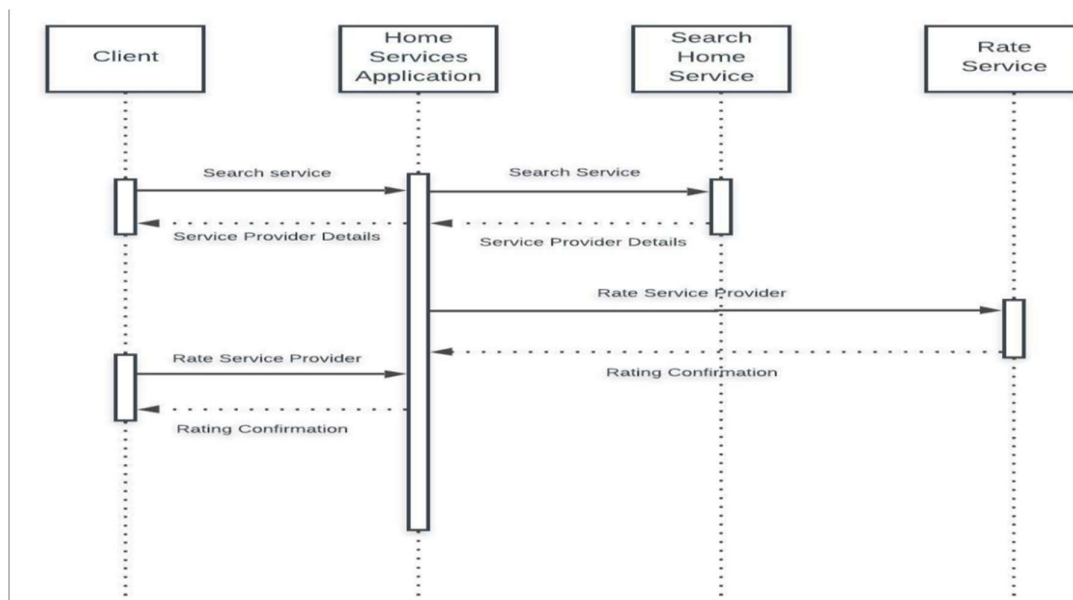 Client
Home
Services
Application
Search
Home
Service
Rate
Service
Search service
Search Service
Service Provider Details
Service Provider Details
Rate Service Provider
Rate Service Provider
Rating Confirmation
Rating Confirmation